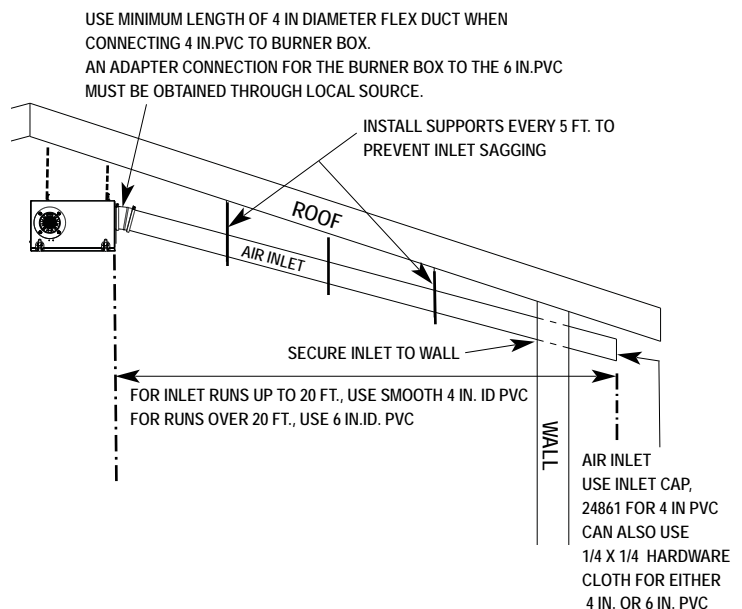 USE MINIMUM LENGTH OF 4 IN DIAMETER FLEX DUCT WHEN
CONNECTING 4 IN.PVC TO BURNER BOX.
AN ADAPTER CONNECTION FOR THE BURNER BOX TO THE 6 IN.PVC
MUST BE OBTAINED THROUGH LOCAL SOURCE.
INSTALL SUPPORTS EVERY 5 FT. TO
PREVENT INLET SAGGING
ROOF
AIR INLET
SECURE INLET TO WALL
FOR INLET RUNS UP TO 20 FT., USE SMOOTH 4 IN. ID PVC
FOR RUNS OVER 20 FT., USE 6 IN.ID. PVC
WALL
AIR INLET
USE INLET CAP,
24861 FOR 4 IN PVC
CAN ALSO USE
1/4 X 1/4 HARDWARE
CLOTH FOR EITHER
4 IN. OR 6 IN. PVC